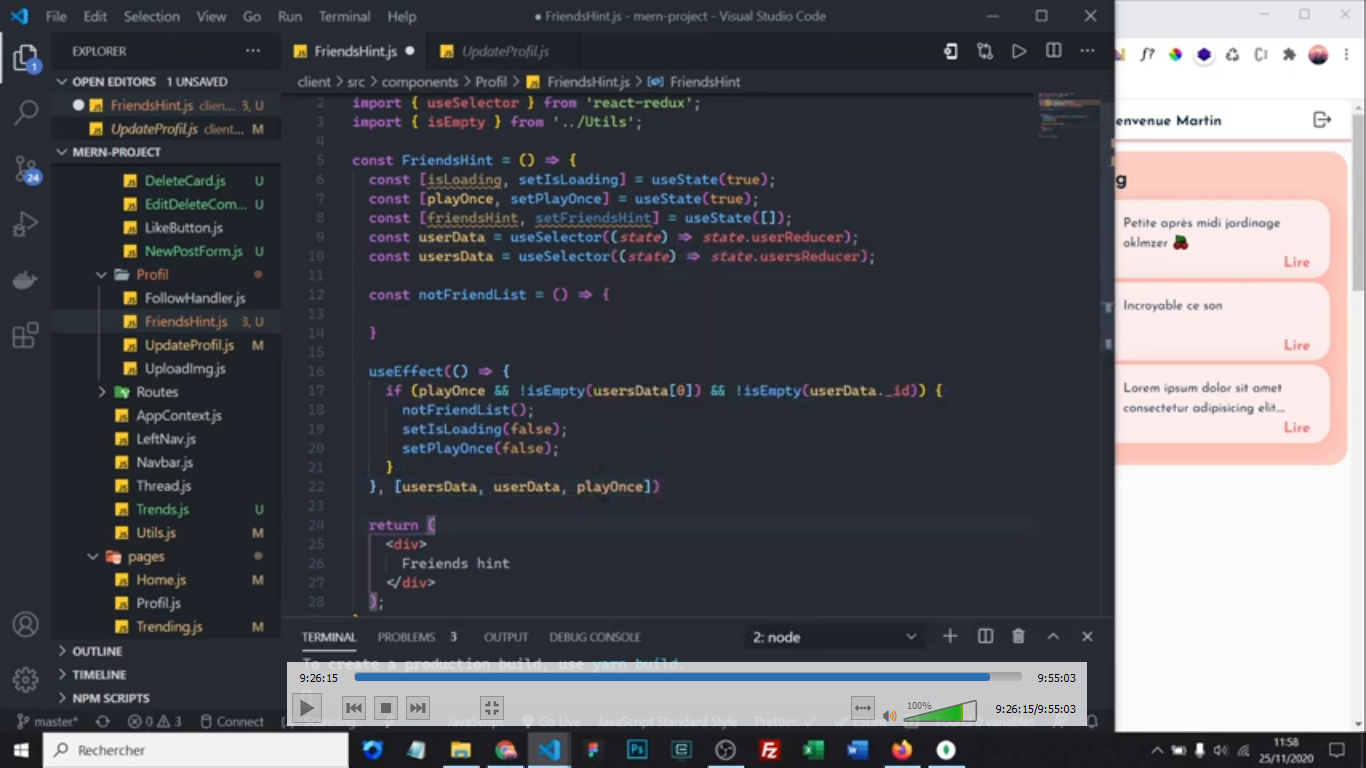 File Edit Selection View Go Run Terminal Help
● FriendsHint.js - mern-project - Visual Studio Code
EXPLORER
OPEN EDITORS 1 UNSAVED
FriendsHint.js clien... 3, U
UpdateProfil.js client... M
MERN-PROJECT
DeleteCard.js U
EditDeleteCom... U
LikeButton.js
NewPostForm.js U
Profil
FollowHandler.js
FriendsHint.js 3, U
UpdateProfil.js M
UploadImg.js
Routes
AppContext.js
LeftNav.js
Navbar.js
Thread.js
Trends.js U
Utils.js M
pages
Home.js M
Profil.js
Trending.js M
OUTLINE
TIMELINE
NPM SCRIPTS
FriendsHint.js ●
UpdateProfil.js
client > src > components > Profil > FriendsHint.js > FriendsHint
2 import { useSelector } from 'react-redux';
3 import { isEmpty } from '../Utils';
4
5 const FriendsHint = () => {
6 const [isLoading, setIsLoading] = useState(true);
7 const [playOnce, setPlayOnce] = useState(true);
8 const [friendsHint, setFriendsHint] = useState([]);
9 const userData = useSelector((state) => state.userReducer);
10 const usersData = useSelector((state) => state.usersReducer);
11
12 const notFriendList = () => {
13
14 }
15
16 useEffect(() => {
17 if (playOnce && !isEmpty(usersData[0]) && !isEmpty(userData._id)) {
18 notFriendList();
19 setIsLoading(false);
20 setPlayOnce(false);
21 }
22 }, [usersData, userData, playOnce])
23
24 return (
25 <div>
26 Freiends hint
27 </div>
28 );
TERMINAL PROBLEMS 3 OUTPUT DEBUG CONSOLE 2: node
To create a production build, use yarn build.
9:26:15 9:55:03
100%
9:26:15/9:55:03
master* 0 3 Connect
JavaScript Go Live JavaScript Standard Style Prettier
f?
envenue Martin
g
Petite après midi jardinage
oklmzer 🍒
Lire
Incroyable ce son
Lire
Lorem ipsum dolor sit amet
consectetur adipisicing elit...
Lire
Rechercher
11:58
25/11/2020